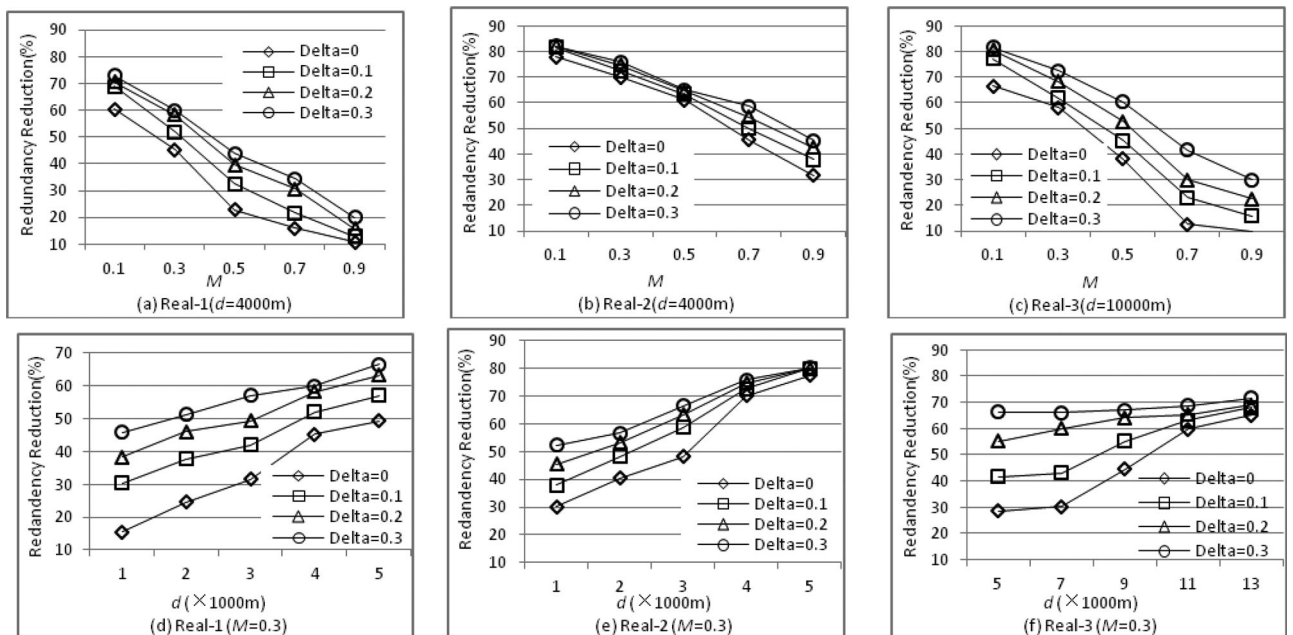 Redundancy Reduction(%)
90
80
70
60
50
40
30
20
10
Delta=0
Delta=0.1
Delta=0.2
Delta=0.3
0.1 0.3 0.5 0.7 0.9
M
(a) Real-1(d=4000m)
Redandency Reduction(%)
90
80
70
60
50
40
30
20
10
Delta=0
Delta=0.1
Delta=0.2
Delta=0.3
0.1 0.3 0.5 0.7 0.9
M
(b) Real-2(d=4000m)
Redandency Reduction(%)
90
80
70
60
50
40
30
20
10
Delta=0
Delta=0.1
Delta=0.2
Delta=0.3
0.1 0.3 0.5 0.7 0.9
M
(c) Real-3(d=10000m)
Redandency Reduction(%)
70
60
50
40
30
20
10
Delta=0
Delta=0.1
Delta=0.2
Delta=0.3
1 2 3 4 5
d (×1000m)
(d) Real-1 (M=0.3)
Redandency Reduction(%)
90
80
70
60
50
40
30
20
10
Delta=0
Delta=0.1
Delta=0.2
Delta=0.3
1 2 3 4 5
d (×1000m)
(e) Real-2 (M=0.3)
Redandency Reduction(%)
90
80
70
60
50
40
30
20
10
Delta=0
Delta=0.1
Delta=0.2
Delta=0.3
5 7 9 11 13
d (×1000m)
(f) Real-3 (M=0.3)